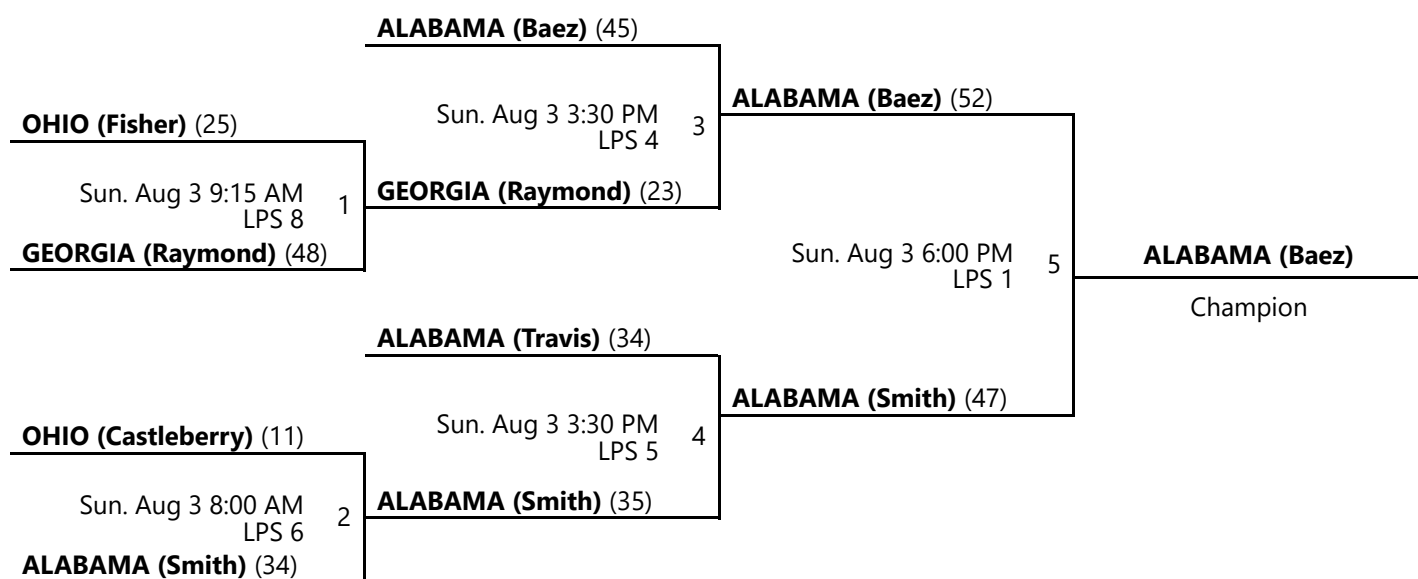 ALABAMA (Baez) (45)
OHIO (Fisher) (25)
Sun. Aug 3 3:30 PM
LPS 4
3
ALABAMA (Baez) (52)
Sun. Aug 3 9:15 AM
LPS 8
1
GEORGIA (Raymond) (23)
GEORGIA (Raymond) (48)
Sun. Aug 3 6:00 PM
LPS 1
5
ALABAMA (Baez)
Champion
ALABAMA (Travis) (34)
OHIO (Castleberry) (11)
Sun. Aug 3 3:30 PM
LPS 5
4
ALABAMA (Smith) (47)
Sun. Aug 3 8:00 AM
LPS 6
2
ALABAMA (Smith) (35)
ALABAMA (Smith) (34)